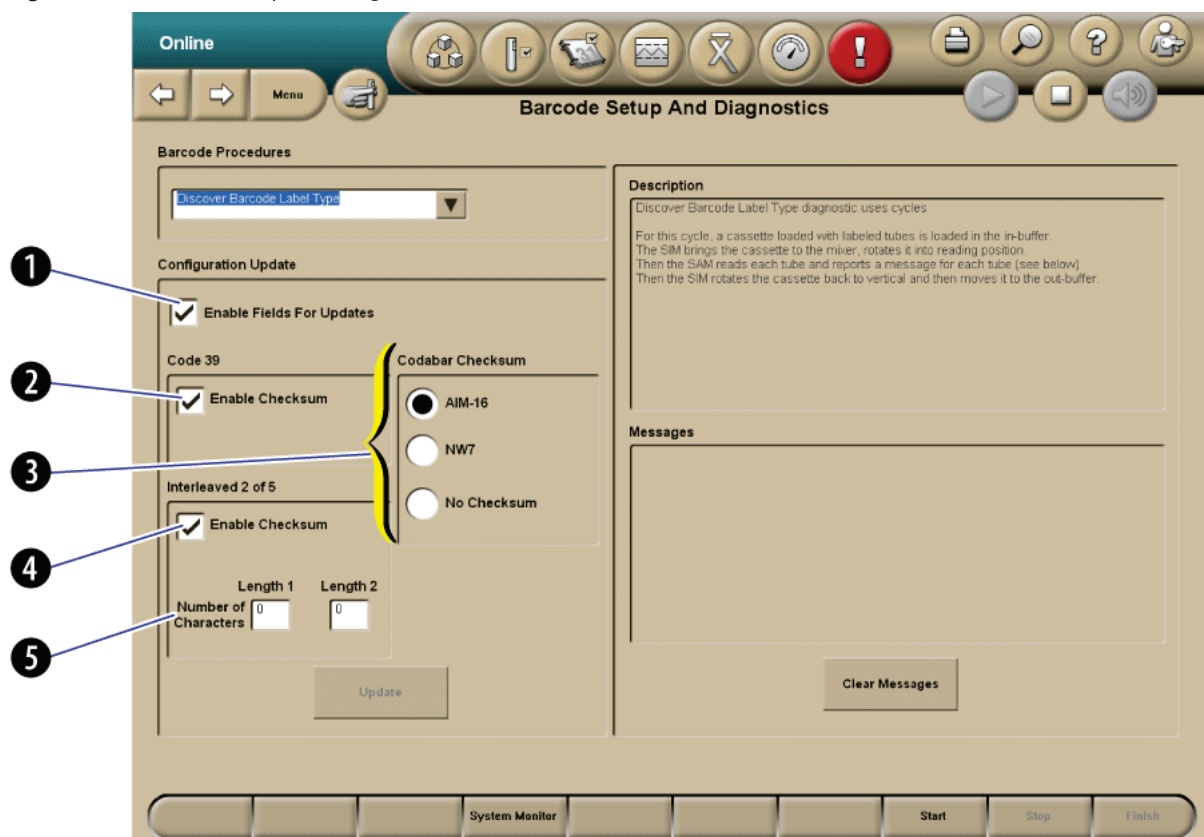 Online
Menu
Barcode Setup And Diagnostics
Barcode Procedures
Discover Barcode Label Type
Configuration Update
1
Enable Fields For Updates
Code 39
2
Enable Checksum
Codabar Checksum
AIM-16
NW7
No Checksum
3
Interleaved 2 of 5
4
Enable Checksum
Length 1 Length 2
Number of Characters
0 0
5
Update
Description
Discover Barcode Label Type diagnostic uses cycles
For this cycle, a cassette loaded with labeled tubes is loaded in the in-buffer.
The SIM brings the cassette to the mixer, rotates it into reading position.
Then the SAM reads each tube and reports a message for each tube (see below)
Then the SIM rotates the cassette back to vertical and then moves it to the out-buffer.
Messages
Clear Messages
System Monitor
Start
Stop
Finish